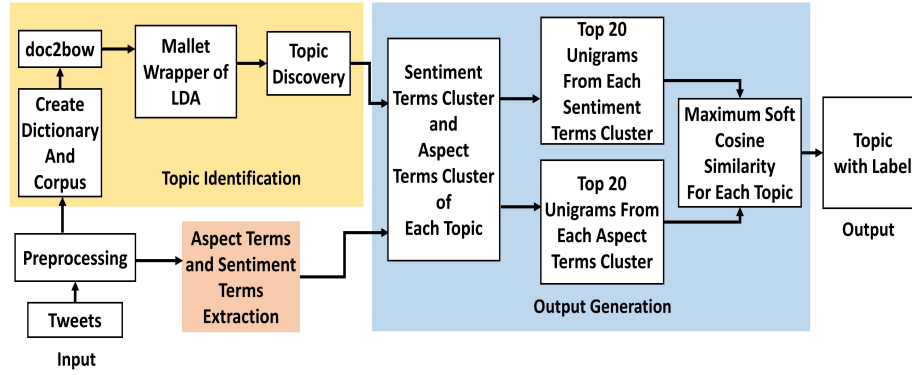 doc2bow
Mallet
Wrapper of
LDA
Topic
Discovery
Create
Dictionary
And
Corpus
Topic Identification
Preprocessing
Tweets
Input
Aspect Terms
and Sentiment
Terms
Extraction
Sentiment
Terms Cluster
and
Aspect
Terms Cluster
of
Each Topic
Top 20
Unigrams
From Each
Sentiment
Terms Cluster
Top 20
Unigrams From
Each Aspect
Terms Cluster
Maximum Soft
Cosine
Similarity
For Each Topic
Output Generation
Topic
with Label
Output